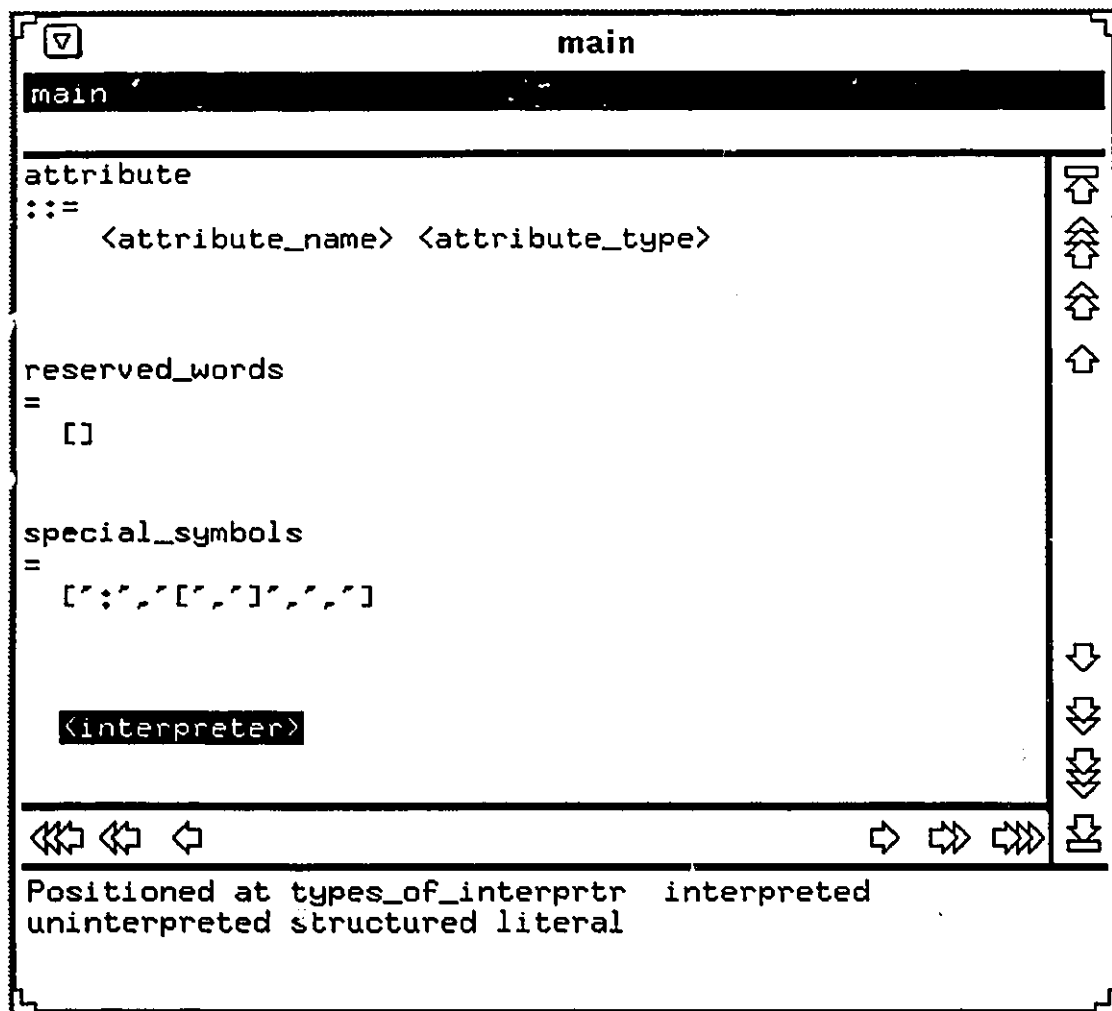 main
main
attribute
::=
<attribute_name> <attribute_type>
reserved_words
=
[]
special_symbols
=
[":","[","]",","]
<interpreter>
Positioned at types_of_interprtr interpreted
uninterpreted structured literal